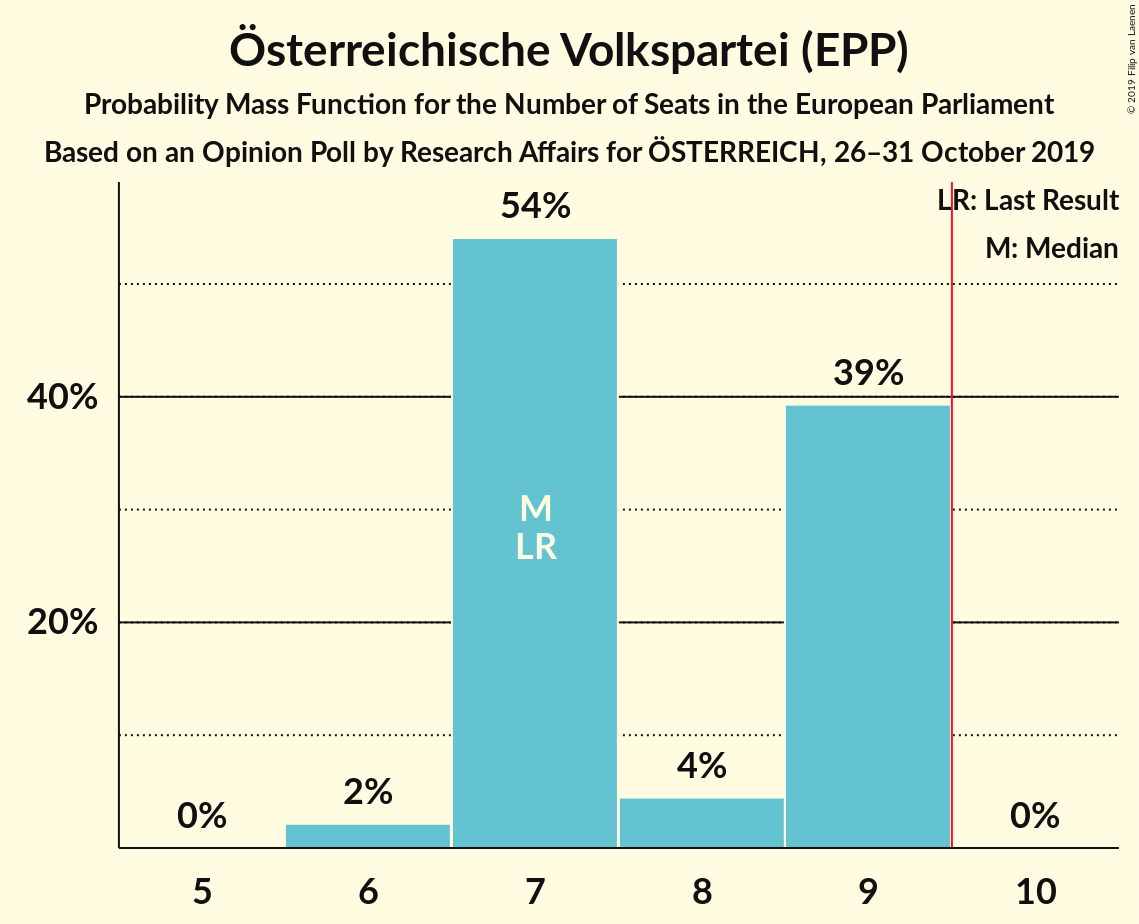 Österreichische Volkspartei (EPP)
Probability Mass Function for the Number of Seats in the European Parliament
Based on an Opinion Poll by Research Affairs for ÖSTERREICH, 26–31 October 2019
© 2019 Filip van Laenen
LR: Last Result
M: Median
54%
39%
40%
M
LR
20%
4%
2%
0%
0%
5 6 7 8 9 10